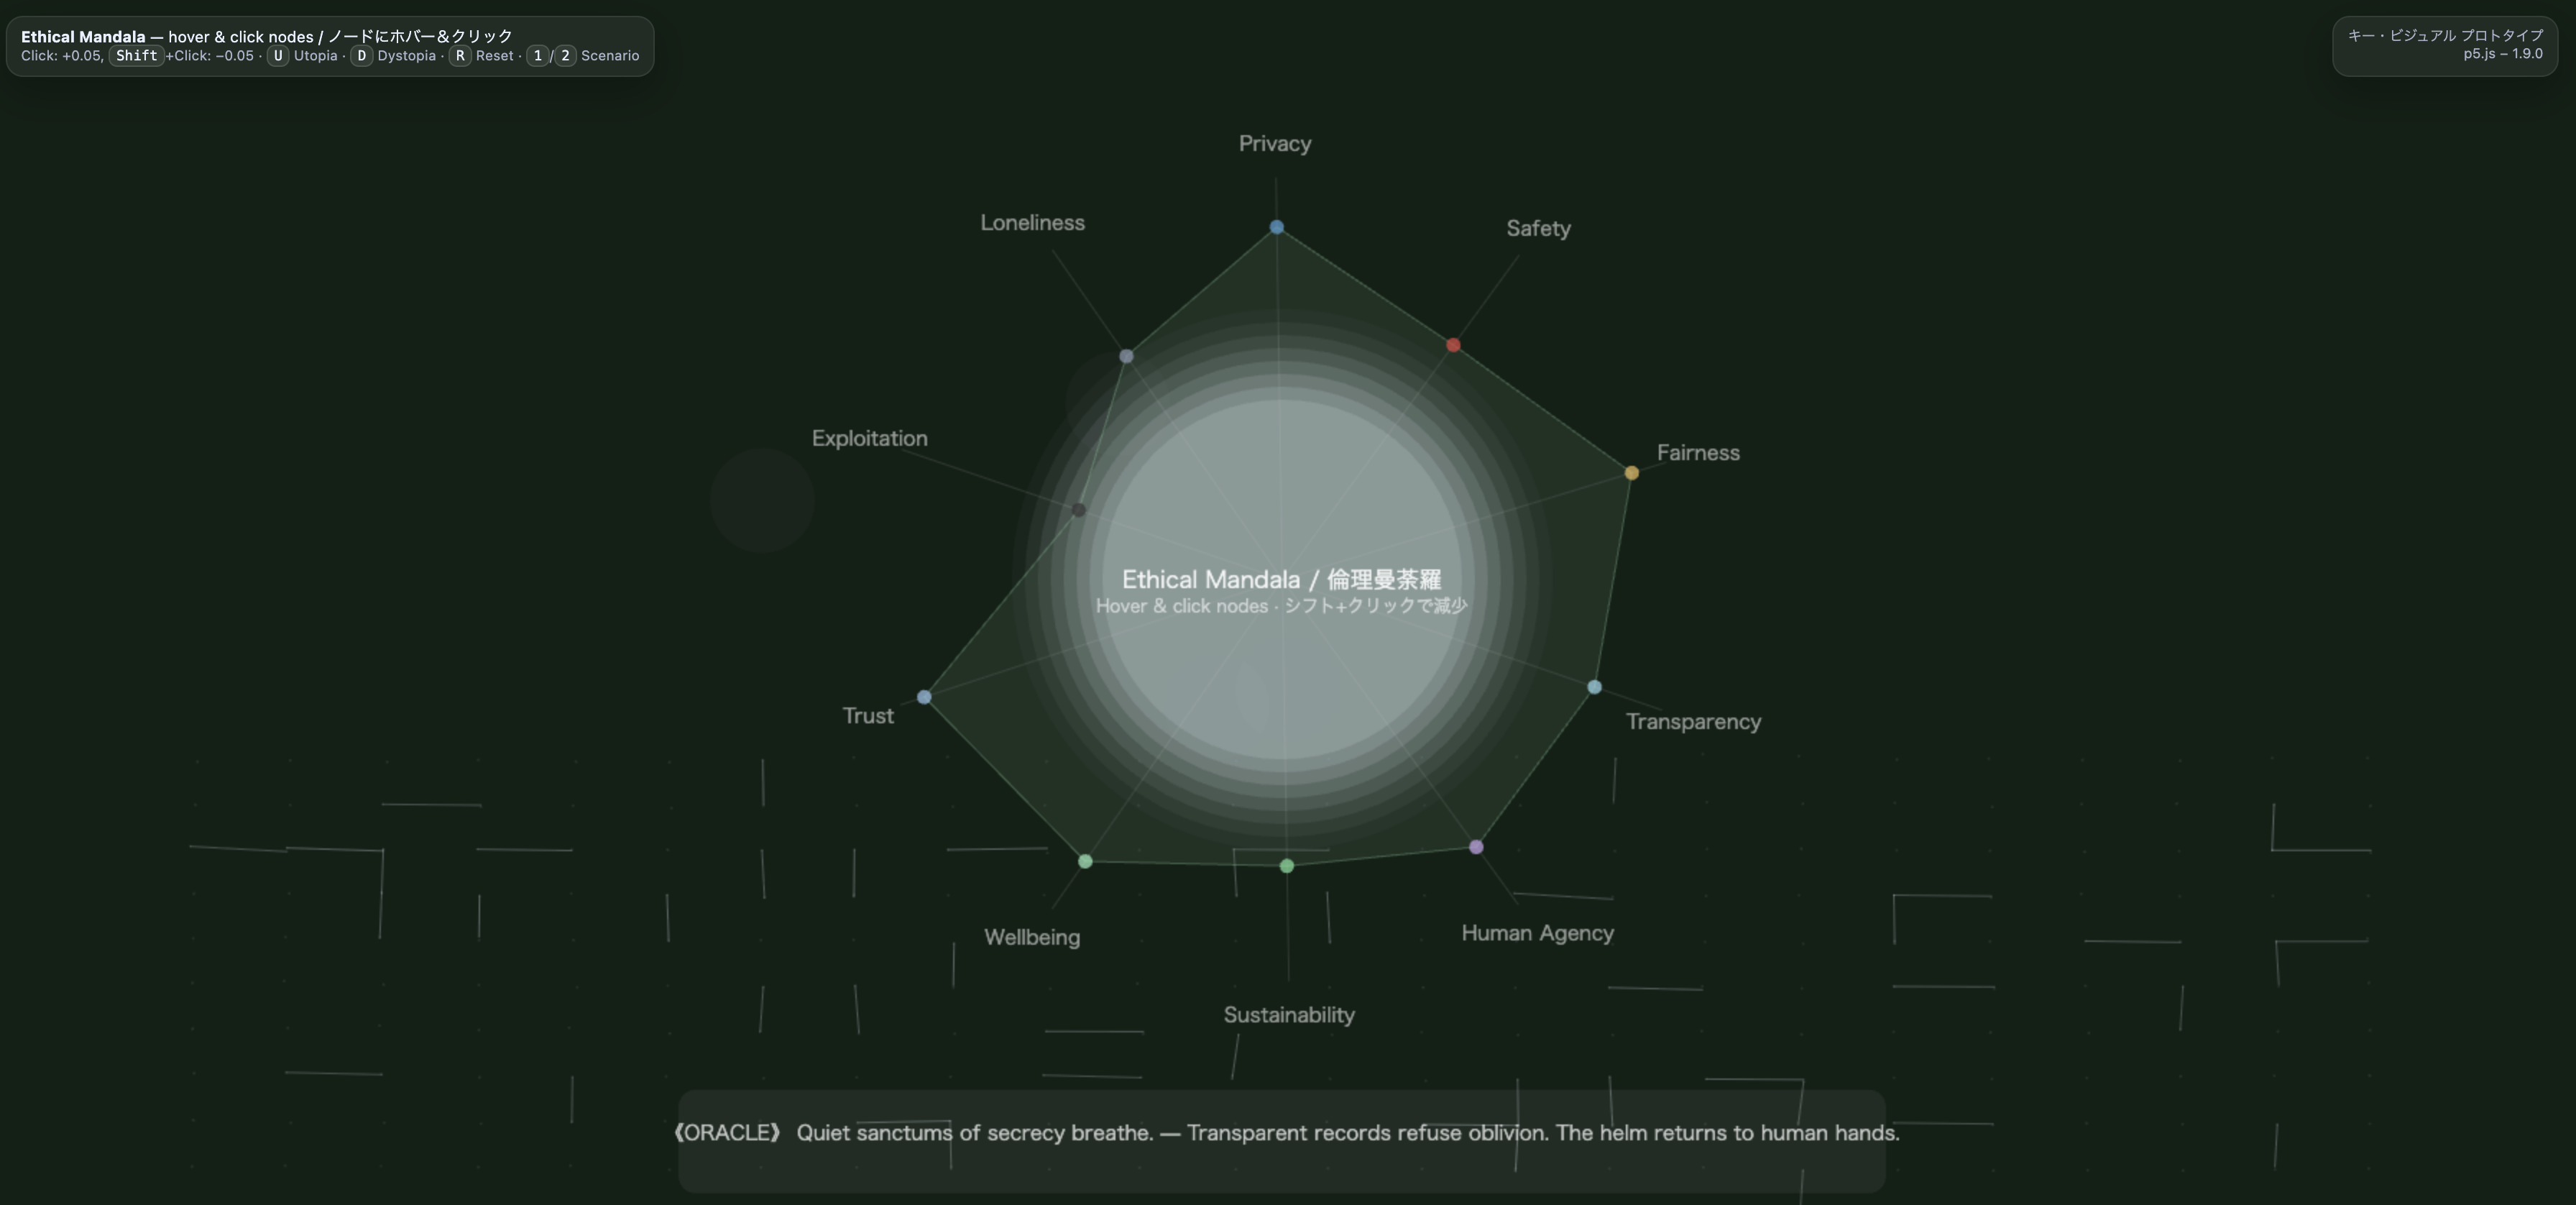 Ethical Mandala — hover & click nodes / ノードにホバー＆クリック
Click: +0.05, Shift+Click: −0.05 · U Utopia · D Dystopia · R Reset · 1/2 Scenario
キー・ビジュアル プロトタイプ
p5.js – 1.9.0
Privacy
Loneliness
Safety
Exploitation
Fairness
Ethical Mandala / 倫理曼荼羅
Hover & click nodes · シフト+クリックで減少
Trust
Transparency
Wellbeing
Human Agency
Sustainability
《ORACLE》 Quiet sanctums of secrecy breathe. — Transparent records refuse oblivion. The helm returns to human hands.